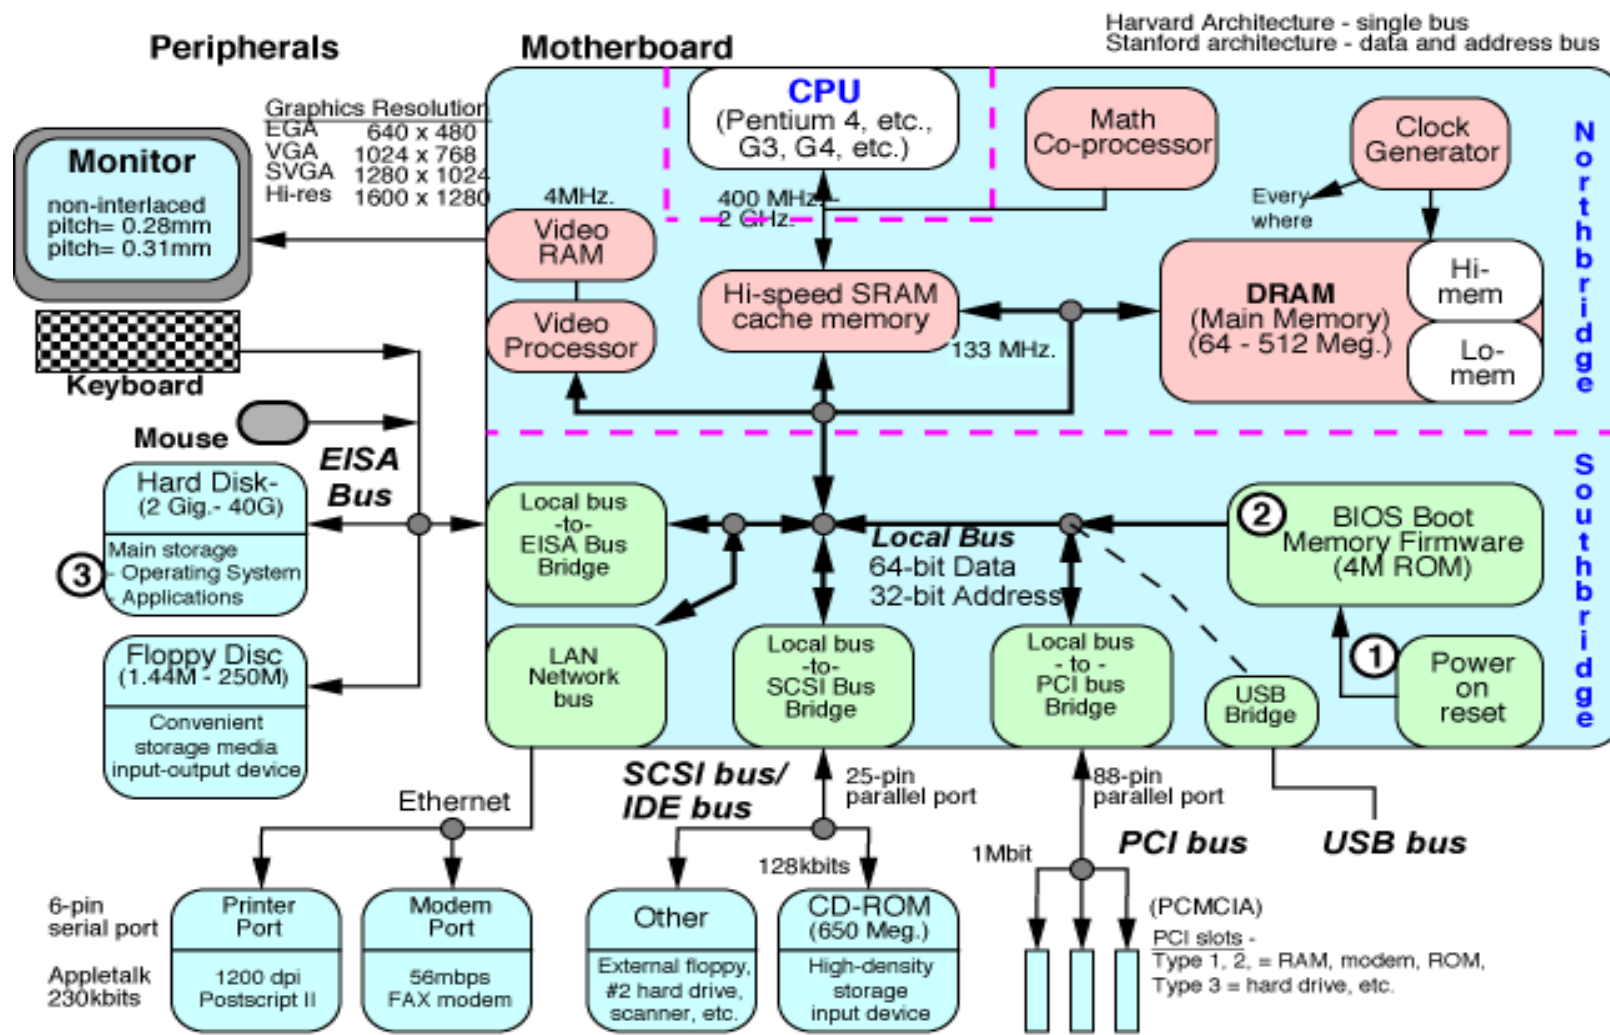 Harvard Architecture - single bus
Stanford architecture - data and address bus
Peripherals
Motherboard
Graphics Resolution
EGA 640 x 480
VGA 1024 x 768
SVGA 1280 x 1024
Hi-res 1600 x 1280
Monitor
non-interlaced
pitch= 0.28mm
pitch= 0.31mm
Keyboard
Mouse
EISA
Bus
Hard Disk-
(2 Gig.- 40G)
Main storage
- Operating System
- Applications
3
Floppy Disc
(1.44M - 250M)
Convenient
storage media
input-output device
CPU
(Pentium 4, etc.,
G3, G4, etc.)
400 MHz.-
2 GHz.
Math
Co-processor
Clock
Generator
Every
where
Northbridge
4MHz.
Video
RAM
Video
Processor
Hi-speed SRAM
cache memory
133 MHz.
DRAM
(Main Memory)
(64 - 512 Meg.)
Hi-
mem
Lo-
mem
Southbridge
Local bus
-to-
EISA Bus
Bridge
Local Bus
64-bit Data
32-bit Address
2
BIOS Boot
Memory Firmware
(4M ROM)
1
Power
on
reset
LAN
Network
bus
Local bus
-to-
SCSI Bus
Bridge
Local bus
- to -
PCI bus
Bridge
USB
Bridge
Ethernet
SCSI bus/
IDE bus
25-pin
parallel port
88-pin
parallel port
PCI bus
USB bus
128kbits
1Mbit
6-pin
serial port
Appletalk
230kbits
Printer
Port
1200 dpi
Postscript II
Modem
Port
56mbps
FAX modem
Other
External floppy,
#2 hard drive,
scanner, etc.
CD-ROM
(650 Meg.)
High-density
storage
input device
(PCMCIA)
PCI slots -
Type 1, 2, = RAM, modem, ROM,
Type 3 = hard drive, etc.